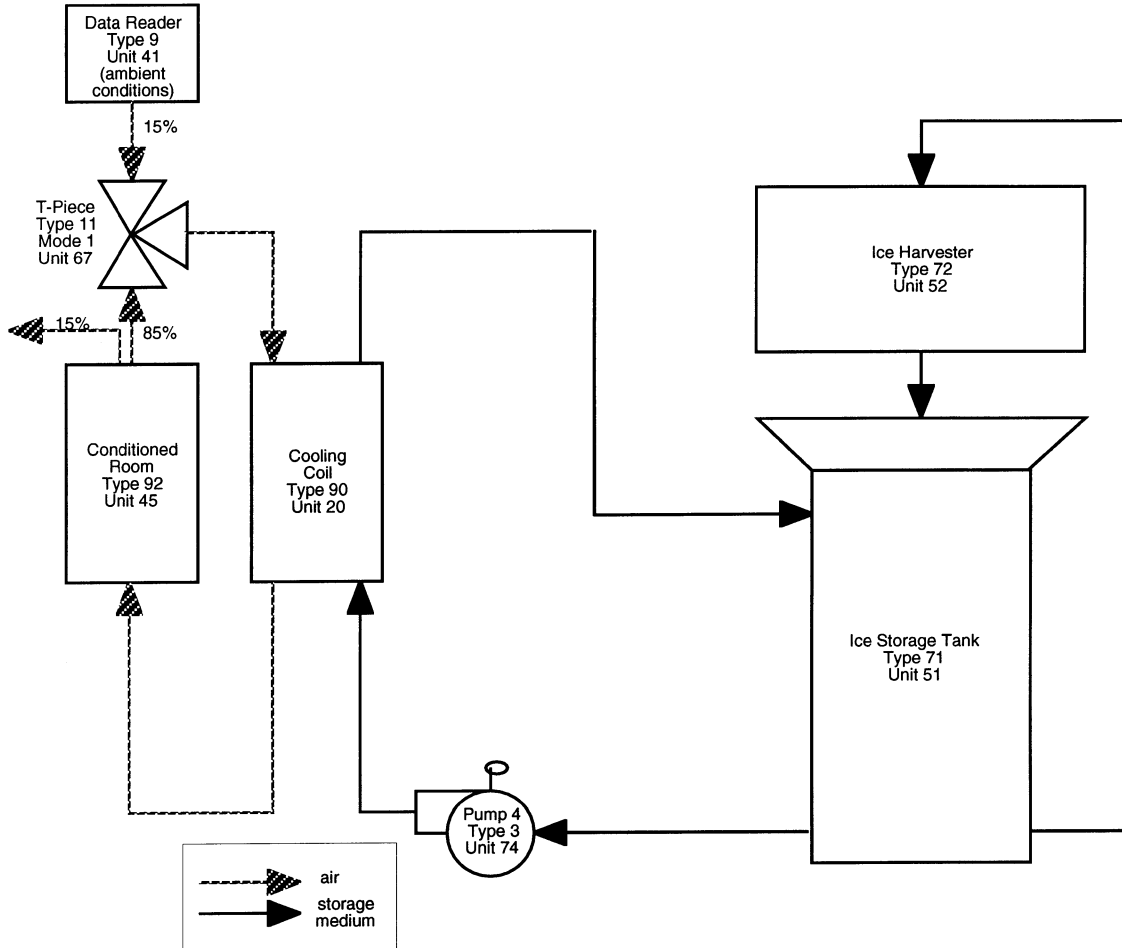 Data Reader
Type 9
Unit 41
(ambient
conditions)
15%
T-Piece
Type 11
Mode 1
Unit 67
15%
85%
Conditioned
Room
Type 92
Unit 45
Cooling
Coil
Type 90
Unit 20
Ice Harvester
Type 72
Unit 52
Ice Storage Tank
Type 71
Unit 51
Pump 4
Type 3
Unit 74
air
storage
medium